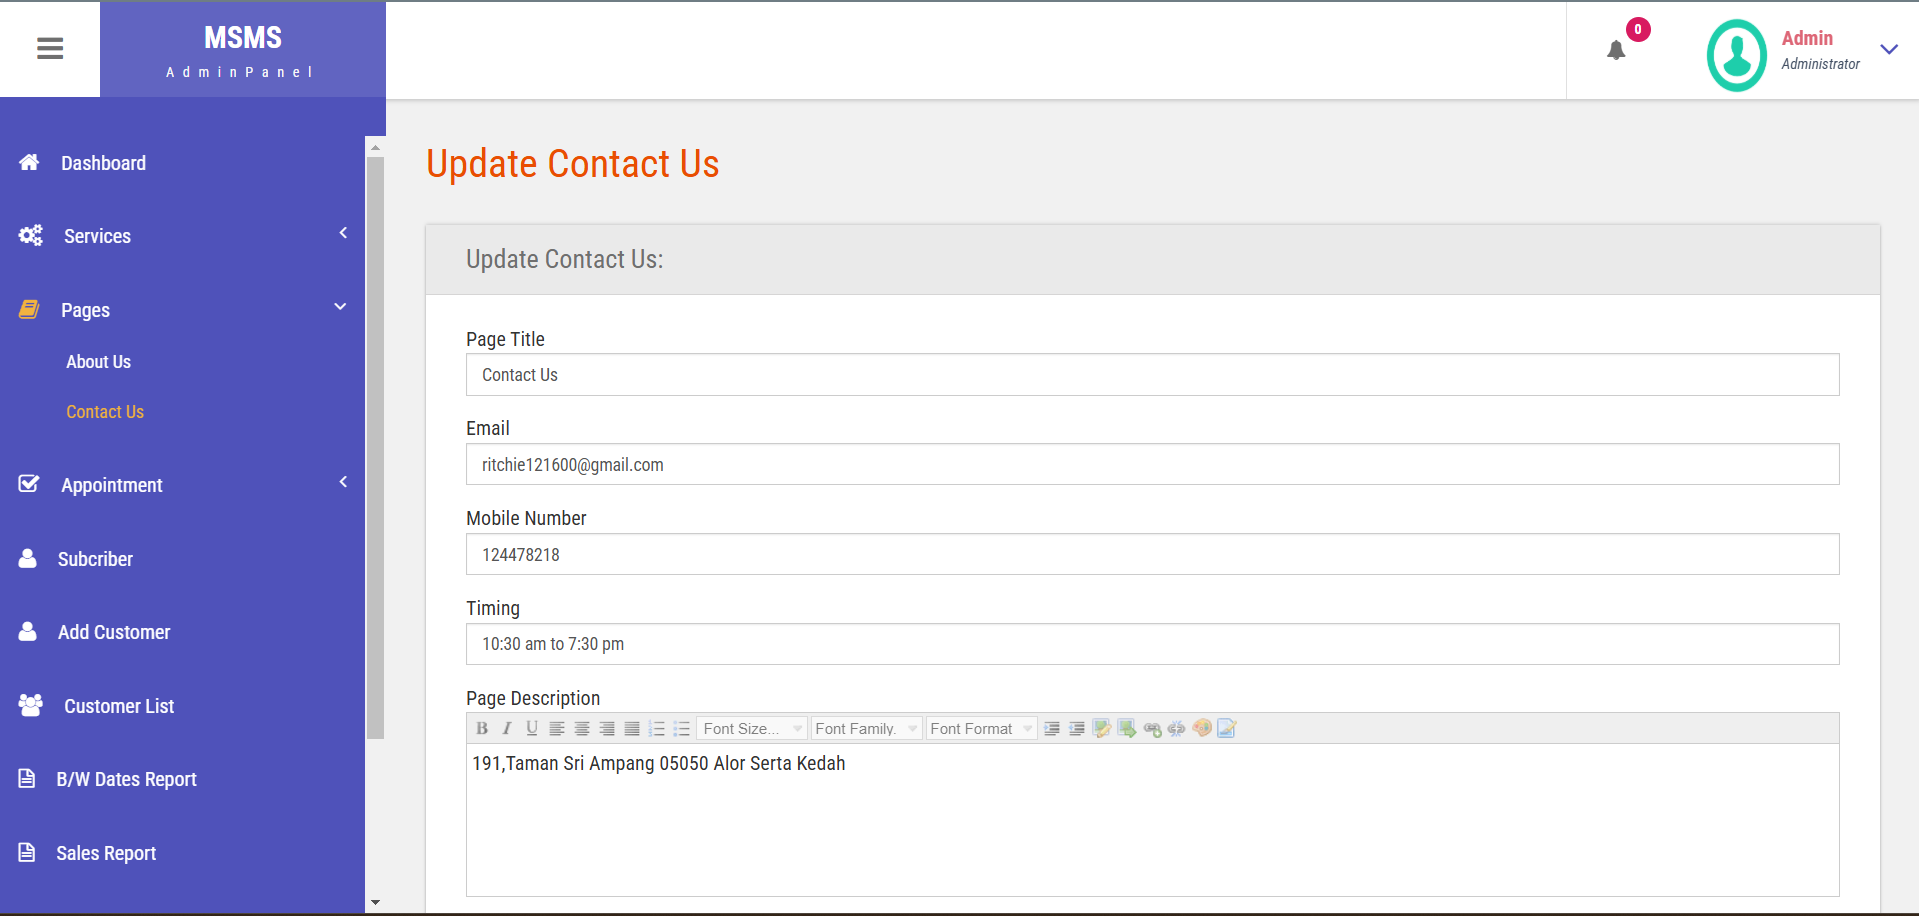 MSMS
AdminPanel
0
Admin
Administrator
Dashboard
Services
Pages
About Us
Contact Us
Appointment
Subcriber
Add Customer
Customer List
B/W Dates Report
Sales Report
Update Contact Us
Update Contact Us:
Page Title
Contact Us
Email
ritchie121600@gmail.com
Mobile Number
124478218
Timing
10:30 am to 7:30 pm
Page Description
B I U Font Size... Font Family. Font Format
191,Taman Sri Ampang 05050 Alor Serta Kedah